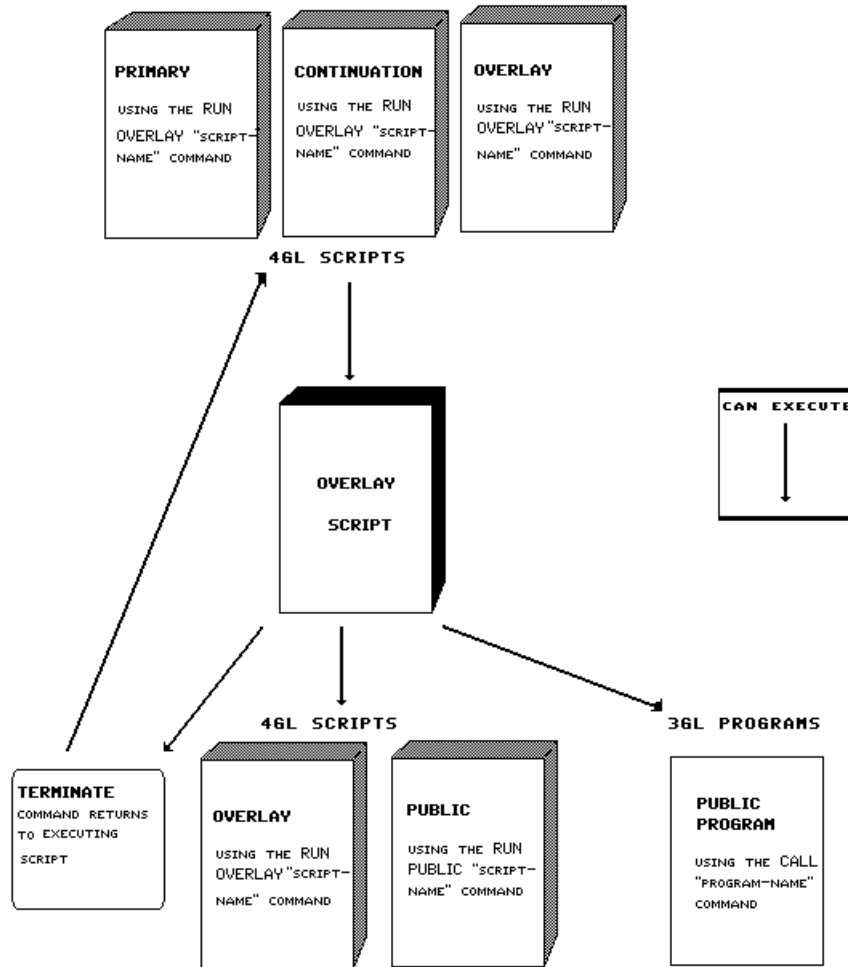 PRIMARY
USING THE RUN
OVERLAY "SCRIPT-
NAME" COMMAND
CONTINUATION
USING THE RUN
OVERLAY "SCRIPT-
NAME" COMMAND
OVERLAY
USING THE RUN
OVERLAY "SCRIPT-
NAME" COMMAND
4GL SCRIPTS
CAN EXECUTE
OVERLAY
SCRIPT
4GL SCRIPTS
3GL PROGRAMS
TERMINATE
COMMAND RETURNS
TO EXECUTING
SCRIPT
OVERLAY
USING THE RUN
OVERLAY "SCRIPT-
NAME" COMMAND
PUBLIC
USING THE RUN
PUBLIC "SCRIPT-
NAME" COMMAND
PUBLIC
PROGRAM
USING THE CALL
"PROGRAM-NAME"
COMMAND